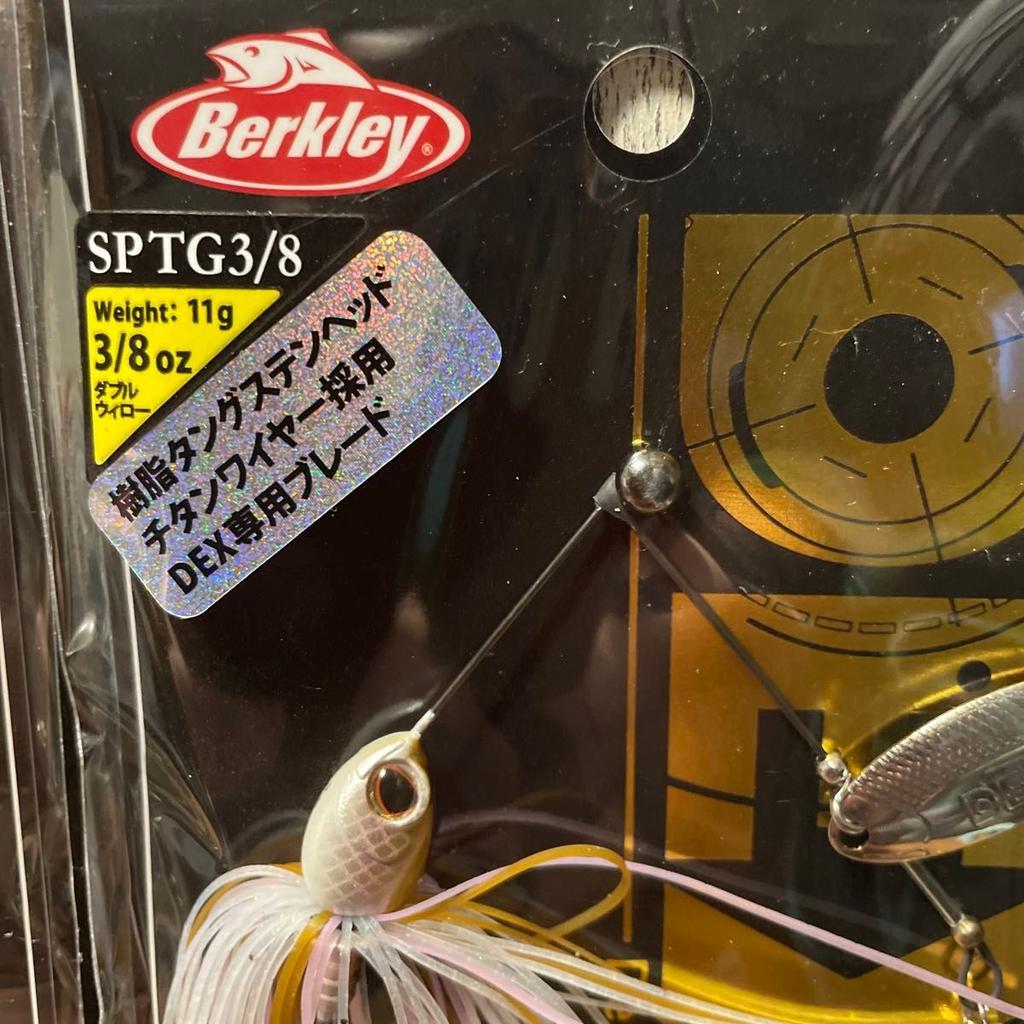 Berkley®
SPTG3/8
Weight: 11g
3/8 oz
ダブル
ウィロー
樹脂タングステンヘッド
チタンワイヤー採用
DEX専用ブレード